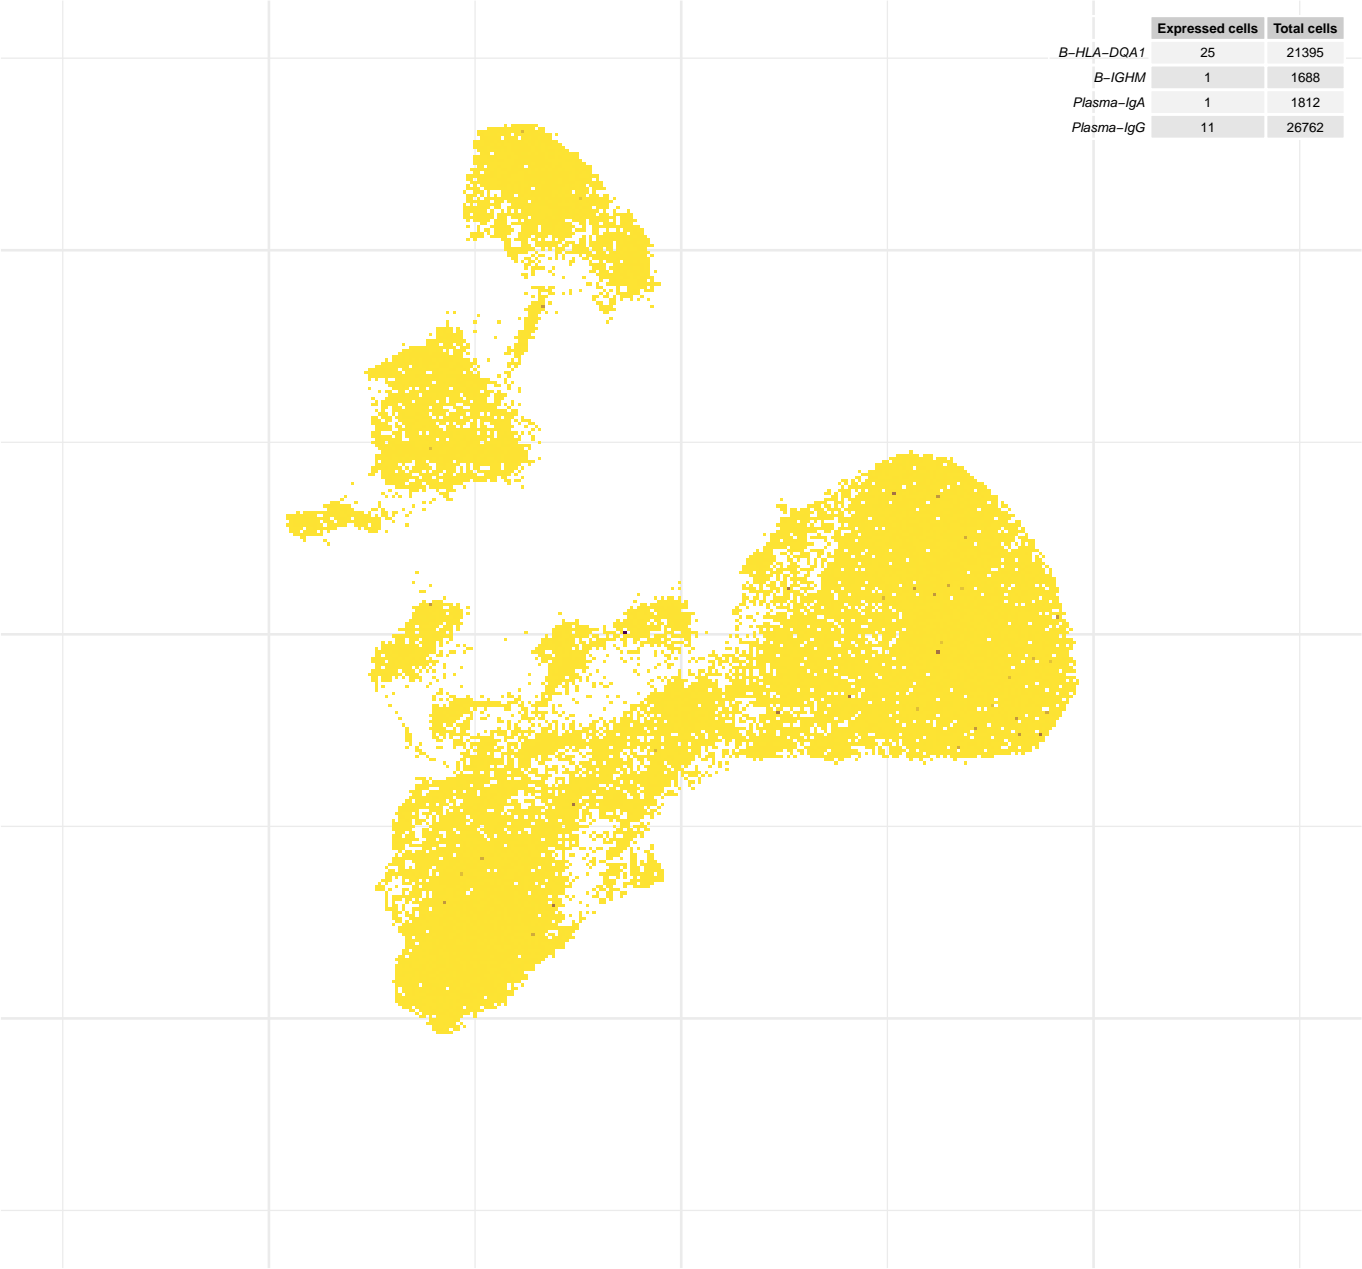 Expressed cells Total cells
B−HLA−DQA1 25 21395
B−IGHM 1 1688
Plasma−IgA 1 1812
Plasma−IgG 11 26762